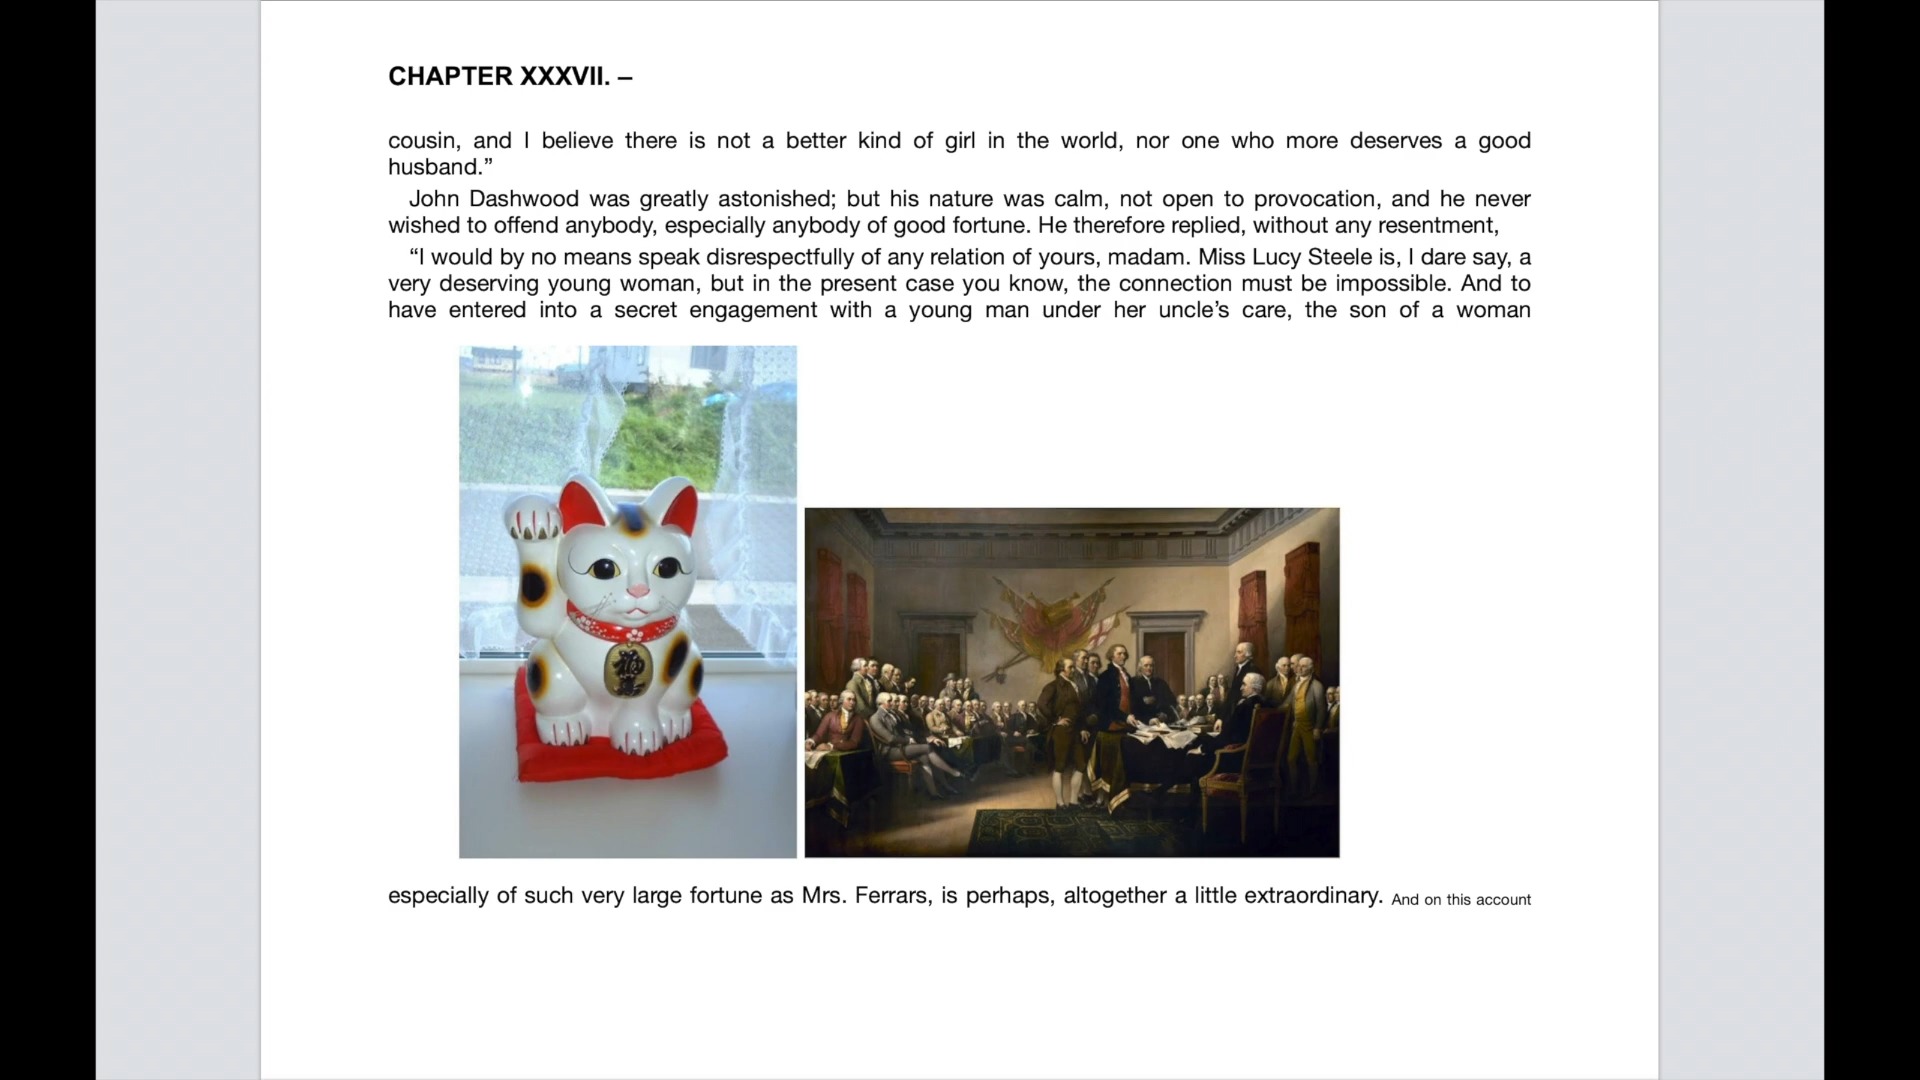 CHAPTER XXXVII. –
cousin, and I believe there is not a better kind of girl in the world, nor one who more deserves a good
husband.”
John Dashwood was greatly astonished; but his nature was calm, not open to provocation, and he never
wished to offend anybody, especially anybody of good fortune. He therefore replied, without any resentment,
“I would by no means speak disrespectfully of any relation of yours, madam. Miss Lucy Steele is, I dare say, a
very deserving young woman, but in the present case you know, the connection must be impossible. And to
have entered into a secret engagement with a young man under her uncle’s care, the son of a woman
especially of such very large fortune as Mrs. Ferrars, is perhaps, altogether a little extraordinary. And on this account